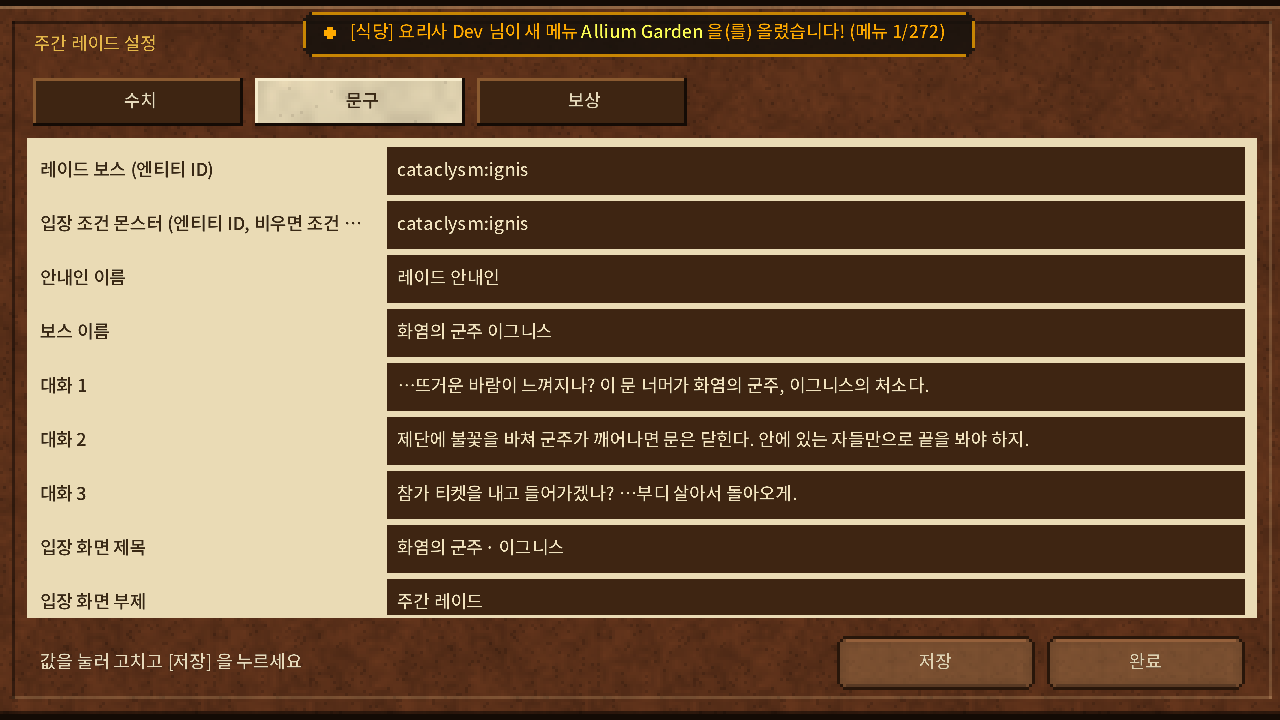 주간 레이드 설정
[식당] 요리사 Dev 님이 새 메뉴 Allium Garden 을(를) 올렸습니다! (메뉴 1/272)
수치
문구
보상
레이드 보스 (엔티티 ID)
cataclysm:ignis
입장 조건 몬스터 (엔티티 ID, 비우면 조건 …
cataclysm:ignis
안내인 이름
레이드 안내인
보스 이름
화염의 군주 이그니스
대화 1
…뜨거운 바람이 느껴지나? 이 문 너머가 화염의 군주, 이그니스의 처소다.
대화 2
제단에 불꽃을 바쳐 군주가 깨어나면 문은 닫힌다. 안에 있는 자들만으로 끝을 봐야 하지.
대화 3
참가 티켓을 내고 들어가겠나? …부디 살아서 돌아오게.
입장 화면 제목
화염의 군주 · 이그니스
입장 화면 부제
주간 레이드
값을 눌러 고치고 [저장] 을 누르세요
저장
완료